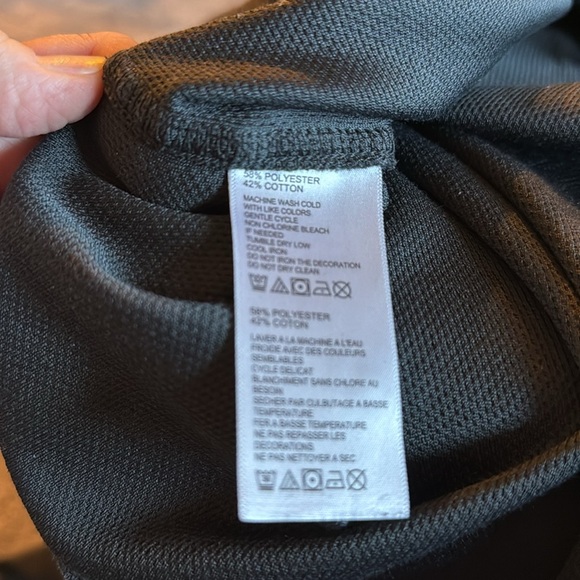 58% POLYESTER
42% COTTON
MACHINE WASH COLD
WITH LIKE COLORS
GENTLE CYCLE
NON CHLORINE BLEACH
IF NEEDED
TUMBLE DRY LOW
COOL IRON
DO NOT IRON THE DECORATION
DO NOT DRY CLEAN
58% POLYESTER
42% COTON
LAVER A LA MACHINE A L'EAU
FROIDE AVEC DES COULEURS
SEMBLABLES
CYCLE DELICAT
BLANCHIMENT SANS CHLORE AU
BESOIN
SECHER PAR CULBUTAGE A BASSE
TEMPERATURE
FER A BASSE TEMPERATURE
NE PAS REPASSER LES
DECORATIONS
NE PAS NETTOYER A SEC